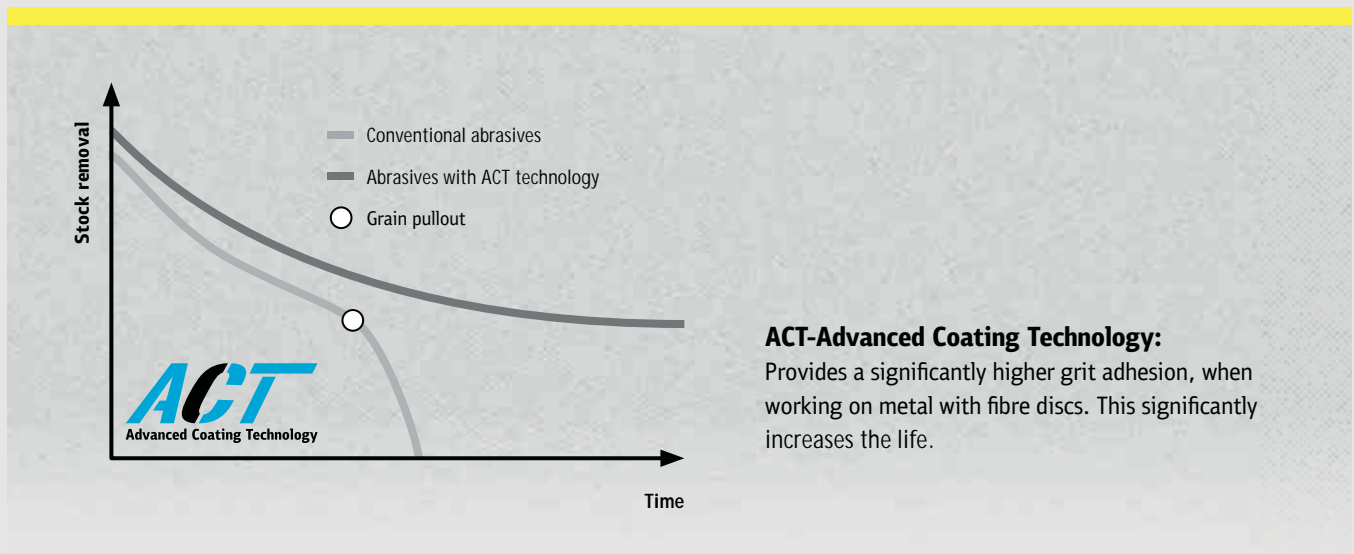 Stock removal
Conventional abrasives
Abrasives with ACT technology
Grain pullout
ACT
Advanced Coating Technology
Time
ACT-Advanced Coating Technology:
Provides a significantly higher grit adhesion, when
working on metal with fibre discs. This significantly
increases the life.